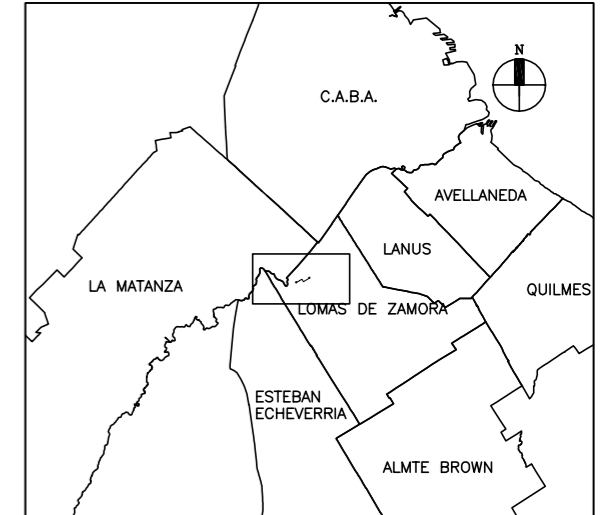 N
C.A.B.A.
AVELLANEDA
LANUS
LA MATANZA
QUILMES
LOMAS DE ZAMORA
ESTEBAN
ECHEVERRIA
ALMTE BROWN